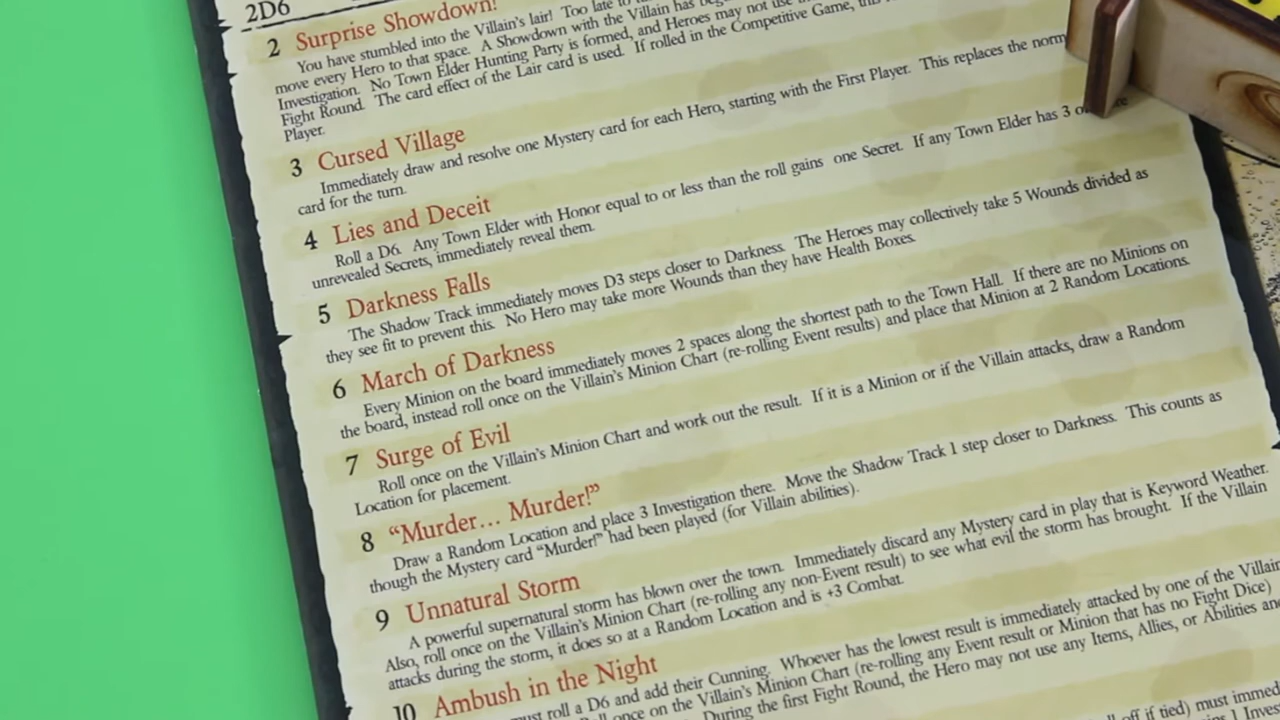 2D6
2 Surprise Showdown!
You have stumbled into the Villain's lair! Too late to
move every Hero to that space. A Showdown with the Villain has
Investigation. No Town Elder Hunting Party is formed, and Heroes may not use
Fight Round. The card effect of the Lair card is used. If rolled in the Competitive Game,
Player.
3 Cursed Village
Immediately draw and resolve one Mystery card for each Hero, starting with the First Player. This replaces the
card for the turn.
4 Lies and Deceit
Roll a D6. Any Town Elder with Honor equal to or less than the roll gains one Secret. If any Town Elder has 3
unrevealed Secrets, immediately reveal them.
5 Darkness Falls
The Shadow Track immediately moves D3 steps closer to Darkness. The Heroes may collectively take 5 Wounds divided as
they see fit to prevent this. No Hero may take more Wounds than they have Health Boxes.
6 March of Darkness
Every Minion on the board immediately moves 2 spaces along the shortest path to the Town Hall. If there are no Minions on
the board, instead roll once on the Villain's Minion Chart (re-rolling Event results) and place that Minion at 2 Random Locations.
7 Surge of Evil
Roll once on the Villain's Minion Chart and work out the result. If it is a Minion or if the Villain attacks, draw a Random
Location for placement.
8 “Murder... Murder!”
Draw a Random Location and place 3 Investigation there. Move the Shadow Track 1 step closer to Darkness. This counts as
though the Mystery card “Murder!” had been played (for Villain abilities).
9 Unnatural Storm
A powerful supernatural storm has blown over the town. Immediately discard any Mystery card in play that is Keyword Weather.
Also, roll once on the Villain's Minion Chart (re-rolling any non-Event result) to see what evil the storm has brought. If the Villain
attacks during the storm, it does so at a Random Location and is +3 Combat.
10 Ambush in the Night
must roll a D6 and add their Cunning. Whoever has the lowest result is immediately attacked by one of the
Roll once on the Villain's Minion Chart (re-rolling any Event result or Minion that has no Fight Dice)
During the first Fight Round, the Hero may not use any Items, Allies, or Abilities
off if tied) must